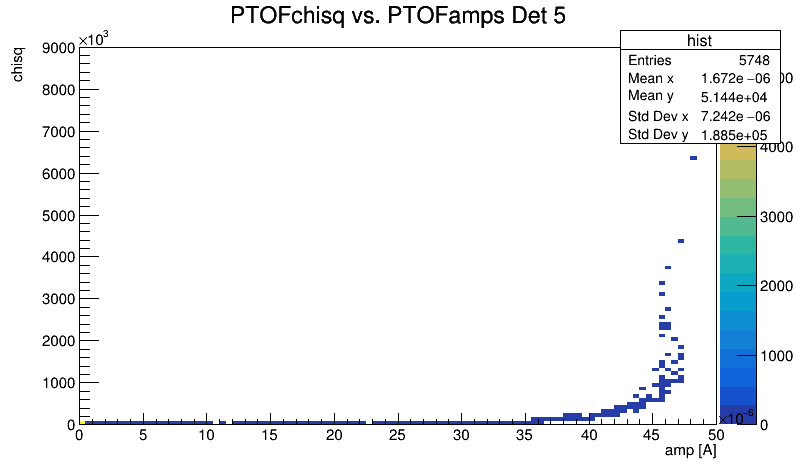 PTOFchisq vs. PTOFamps Det 5
×10³
chisq
9000
8000
7000
6000
5000
4000
3000
2000
1000
0
hist
Entries 5748
Mean x 1.672e−06
Mean y 5.144e+04
Std Dev x 7.242e−06
Std Dev y 1.885e+05
4000
3000
2000
1000
0
×10⁻⁶
0 5 10 15 20 25 30 35 40 45 50
amp [A]